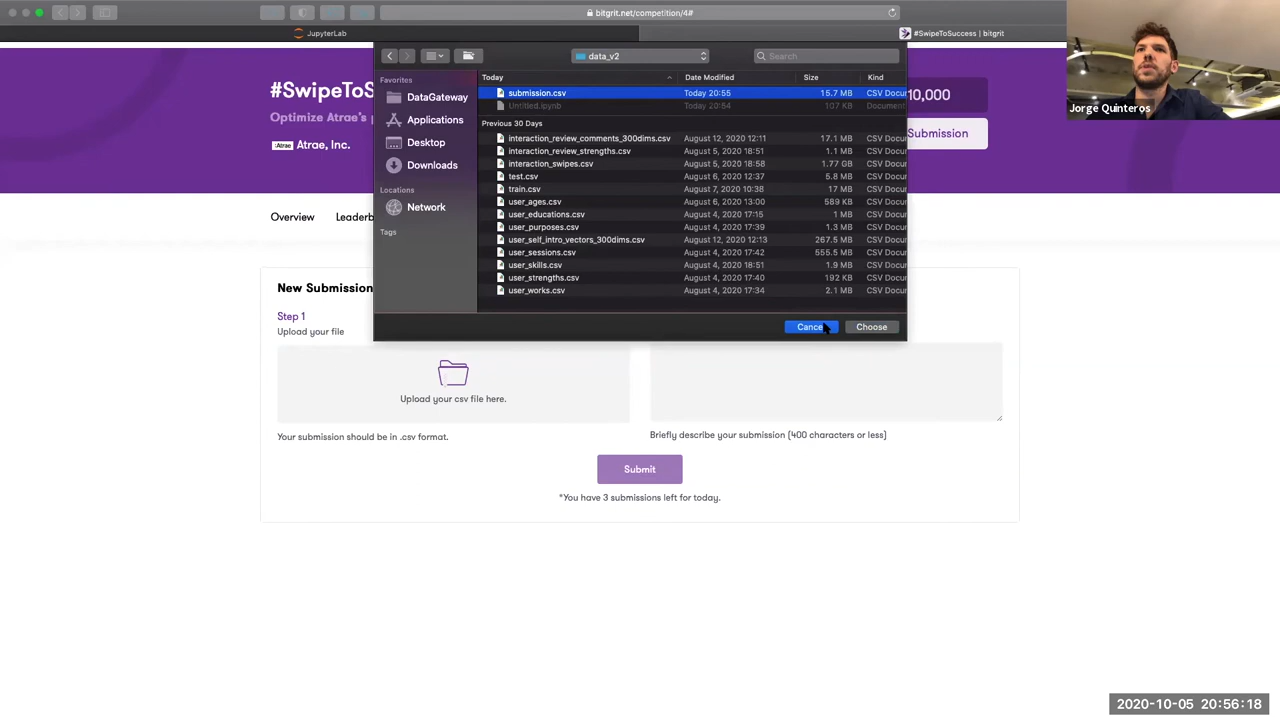 bitgrit.net/competition/4#
JupyterLab
#SwipeToSuccess | bitgrit
data_v2
Search
Favorites
DataGateway
Applications
Desktop
Downloads
Locations
Network
Tags
Today Date Modified Size Kind
submission.csv Today 20:55 15.7 MB CSV Docu
Untitled.ipynb Today 20:54 107 KB Document
Previous 30 Days
interaction_review_comments_300dims.csv August 12, 2020 12:11 17.1 MB CSV Docu
interaction_review_strengths.csv August 5, 2020 18:51 1.1 MB CSV Docu
interaction_swipes.csv August 5, 2020 18:58 1.77 GB CSV Docu
test.csv August 6, 2020 12:37 5.8 MB CSV Docu
train.csv August 7, 2020 10:38 17 MB CSV Docu
user_ages.csv August 6, 2020 13:00 589 KB CSV Docu
user_educations.csv August 4, 2020 17:15 1 MB CSV Docu
user_purposes.csv August 4, 2020 17:39 1.3 MB CSV Docu
user_self_intro_vectors_300dims.csv August 12, 2020 12:13 267.5 MB CSV Docu
user_sessions.csv August 4, 2020 17:42 555.5 MB CSV Docu
user_skills.csv August 4, 2020 18:51 1.9 MB CSV Docu
user_strengths.csv August 4, 2020 17:40 192 KB CSV Docu
user_works.csv August 4, 2020 17:34 2.1 MB CSV Docu
Cancel Choose
#SwipeToS
Optimize Atrae's p
Atrae Atrae, Inc.
10,000
Submission
Jorge Quinteros
Overview Leaderb
New Submission
Step 1
Upload your file
Upload your csv file here.
Your submission should be in .csv format.
Briefly describe your submission (400 characters or less)
Submit
*You have 3 submissions left for today.
2020-10-05 20:56:18